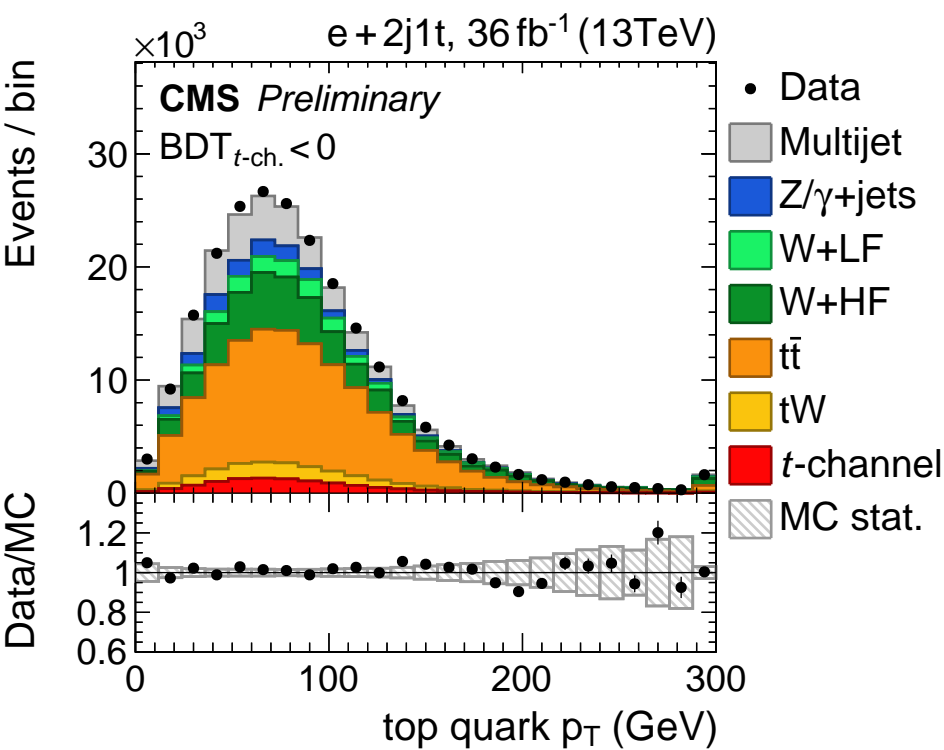 ×10³ e + 2j1t, 36 fb⁻¹ (13TeV)
CMS Preliminary
BDT_t-ch. < 0
Events / bin
30
20
10
0
Data
Multijet
Z/γ+jets
W+LF
W+HF
tt̄
tW
t-channel
MC stat.
Data/MC
1.2
1
0.8
0.6
0 100 200 300
top quark p_T (GeV)